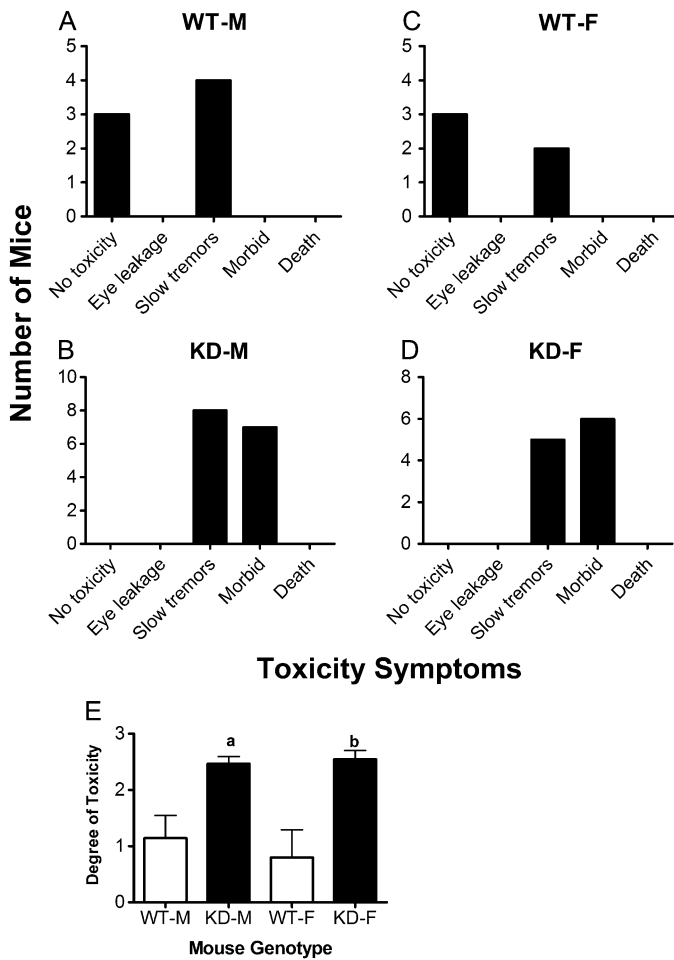 A
WT-M
5
4
3
2
1
0
No toxicity
Eye leakage
Slow tremors
Morbid
Death
C
WT-F
5
4
3
2
1
0
No toxicity
Eye leakage
Slow tremors
Morbid
Death
Number of Mice
B
KD-M
10
8
6
4
2
0
No toxicity
Eye leakage
Slow tremors
Morbid
Death
D
KD-F
8
6
4
2
0
No toxicity
Eye leakage
Slow tremors
Morbid
Death
Toxicity Symptoms
E
Degree of Toxicity
3
2
1
0
a
b
WT-M
KD-M
WT-F
KD-F
Mouse Genotype